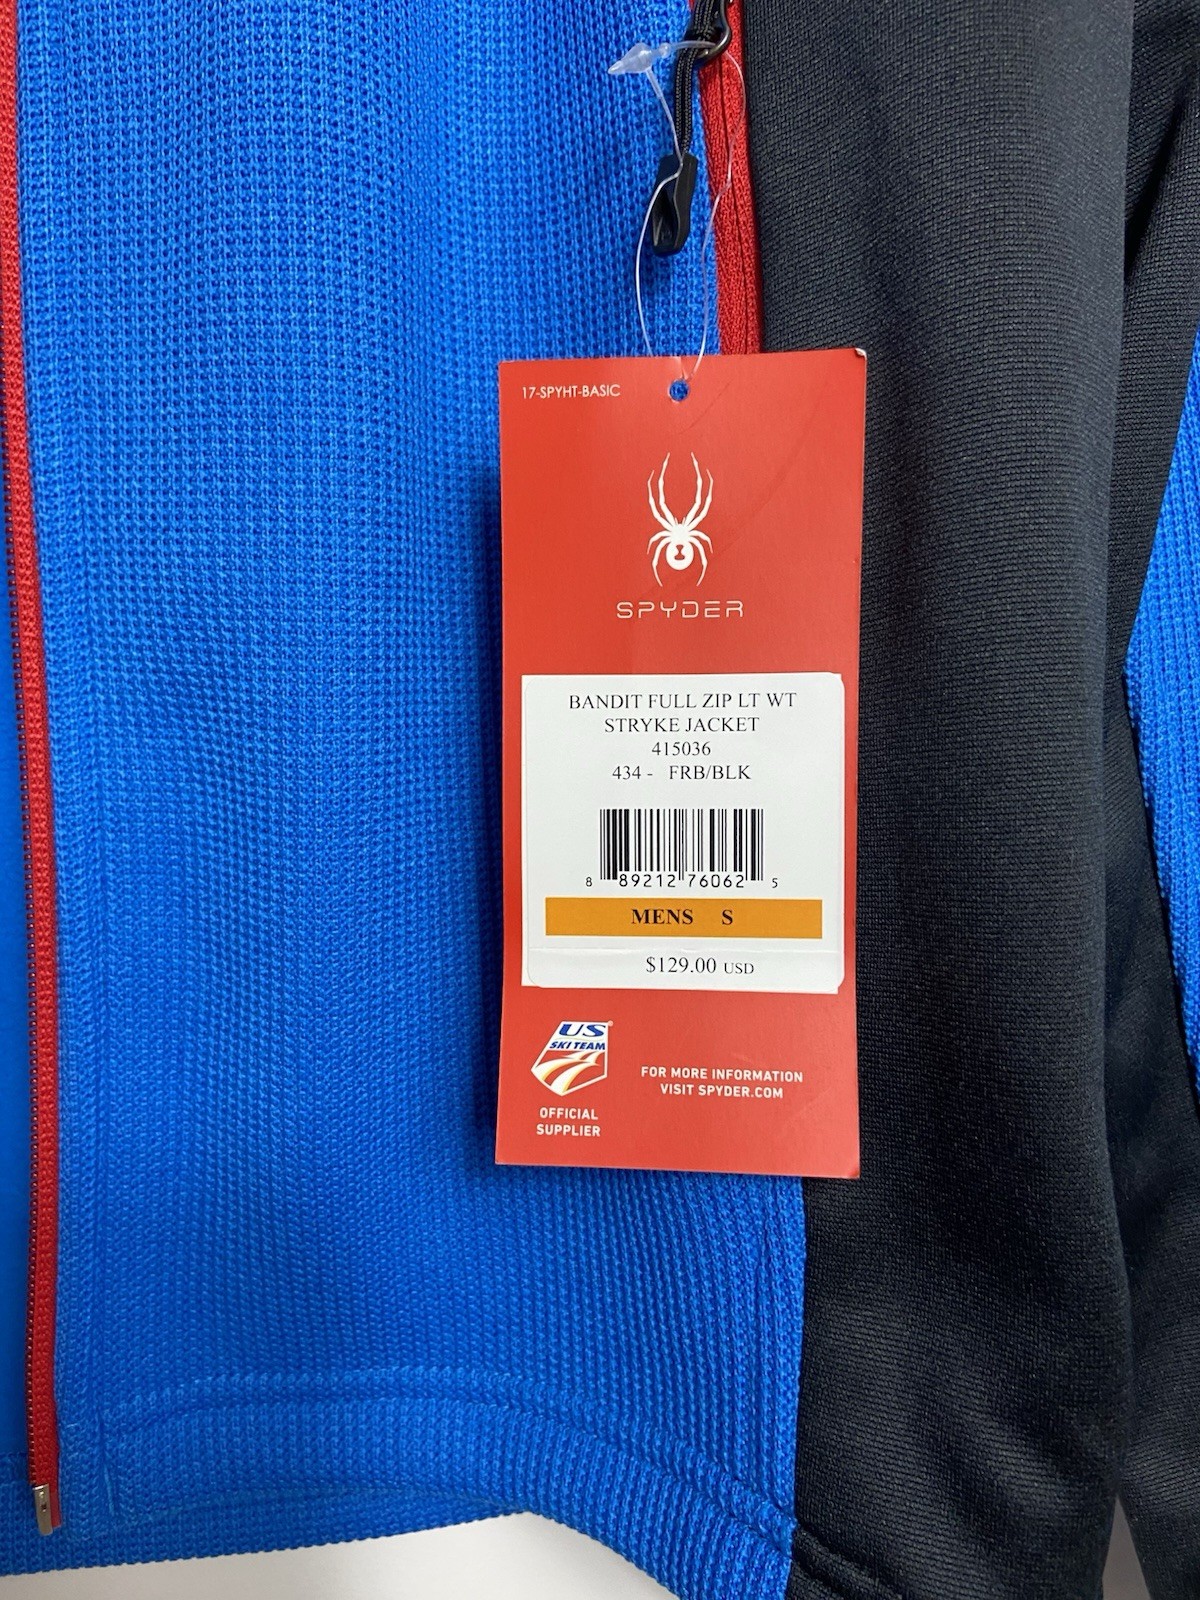 17-SPYHT-BASIC
SPYDER
BANDIT FULL ZIP LT WT
STRYKE JACKET
415036
434 - FRB/BLK
8 89212 76062 5
MENS S
$129.00 USD
US
SKI TEAM
OFFICIAL
SUPPLIER
FOR MORE INFORMATION
VISIT SPYDER.COM